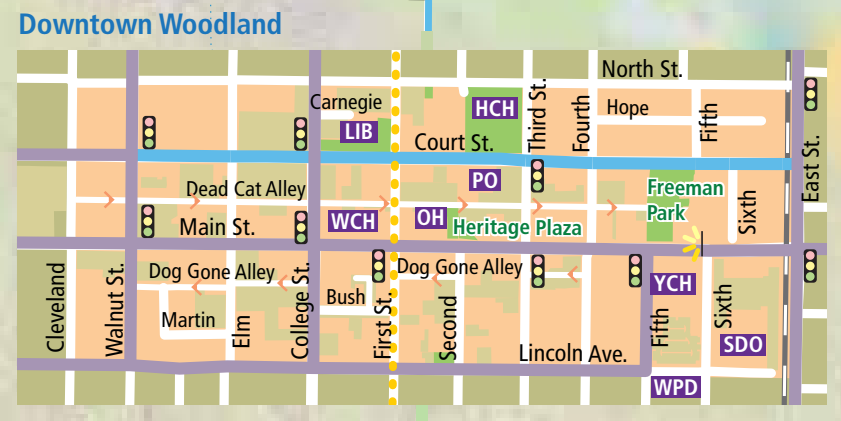 Downtown Woodland
North St.
Carnegie
HCH
Third St.
Fourth
Hope
Fifth
LIB
Court St.
East St.
PO
Dead Cat Alley
Freeman
Park
WCH
OH
Heritage Plaza
Sixth
Main St.
Cleveland
Walnut St.
Dog Gone Alley
College St.
Dog Gone Alley
YCH
Bush
First St.
Second
Fifth
Sixth
Martin
Elm
Lincoln Ave.
SDO
WPD